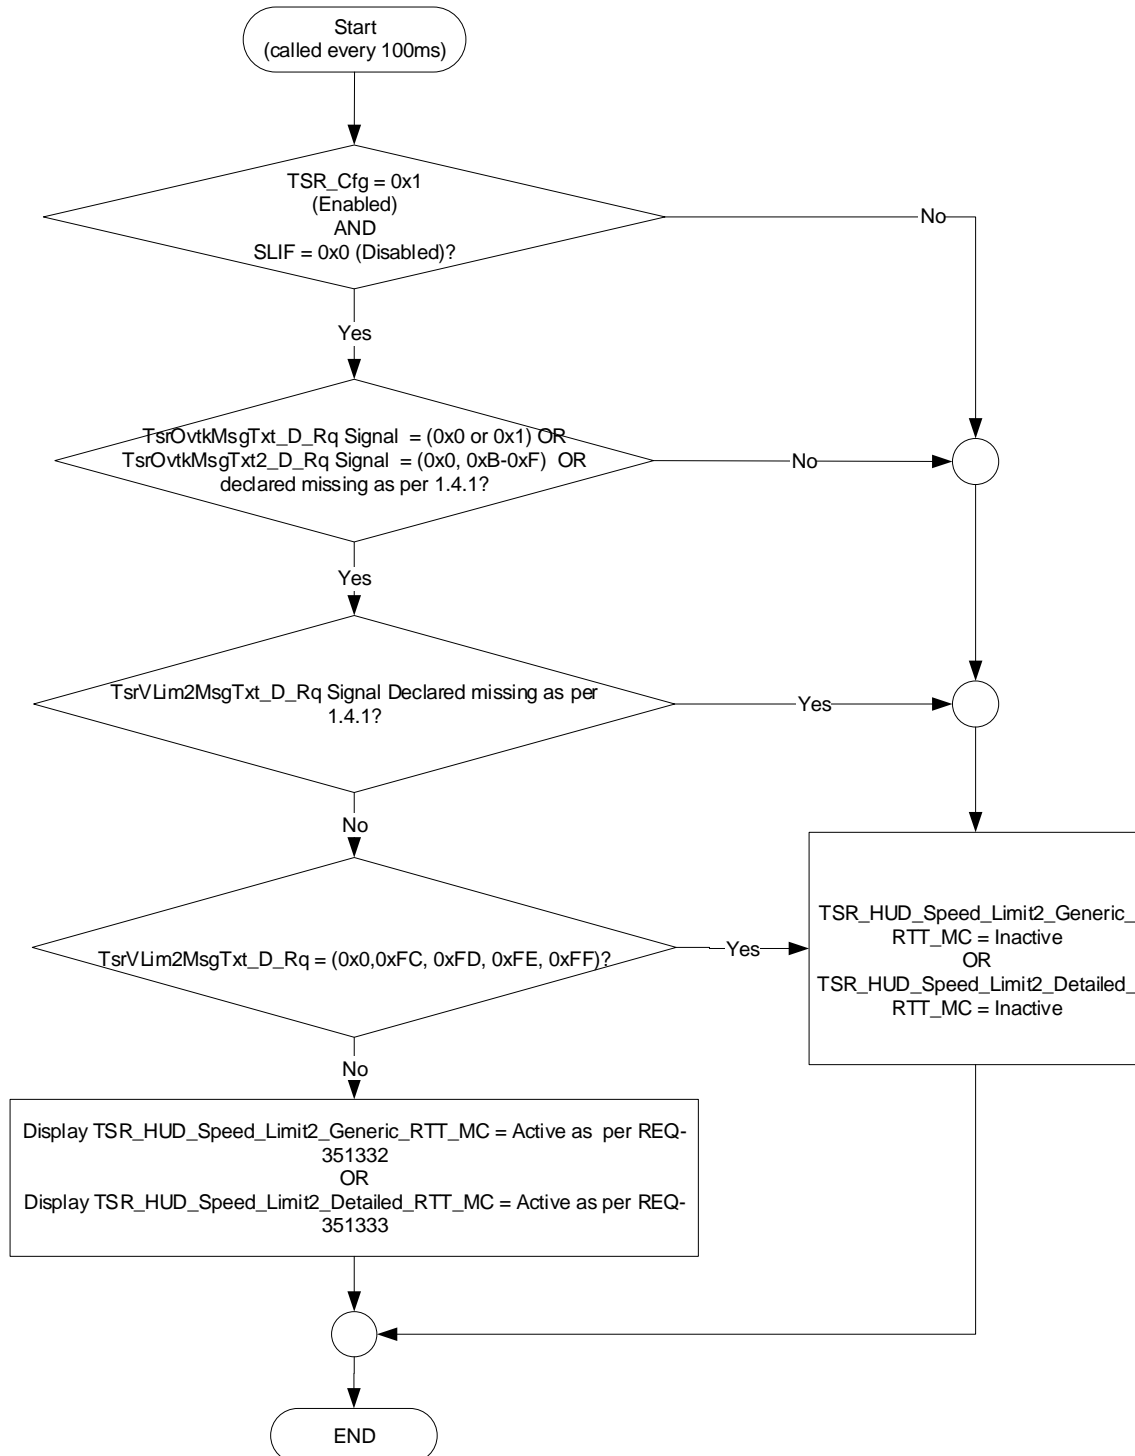 Start
(called every 100ms)
TSR_Cfg = 0x1
(Enabled)
AND
SLIF = 0x0 (Disabled)?
No
Yes
TsrOvtkMsgTxt_D_Rq Signal = (0x0 or 0x1) OR
TsrOvtkMsgTxt2_D_Rq Signal = (0x0, 0xB-0xF) OR
declared missing as per 1.4.1?
No
Yes
TsrVLim2MsgTxt_D_Rq Signal Declared missing as per
1.4.1?
Yes
No
TsrVLim2MsgTxt_D_Rq = (0x0,0xFC, 0xFD, 0xFE, 0xFF)?
Yes
TSR_HUD_Speed_Limit2_Generic_
RTT_MC = Inactive
OR
TSR_HUD_Speed_Limit2_Detailed_
RTT_MC = Inactive
No
Display TSR_HUD_Speed_Limit2_Generic_RTT_MC = Active as per REQ-
351332
OR
Display TSR_HUD_Speed_Limit2_Detailed_RTT_MC = Active as per REQ-
351333
END